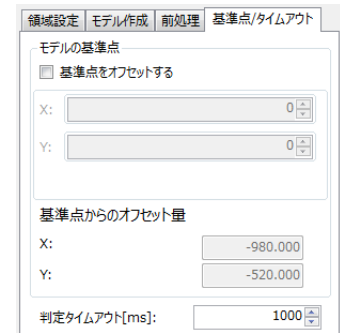 領域設定 モデル作成 前処理 基準点/タイムアウト
モデルの基準点
基準点をオフセットする
X: 0
Y: 0
基準点からのオフセット量
X: -980.000
Y: -520.000
判定タイムアウト[ms]: 1000